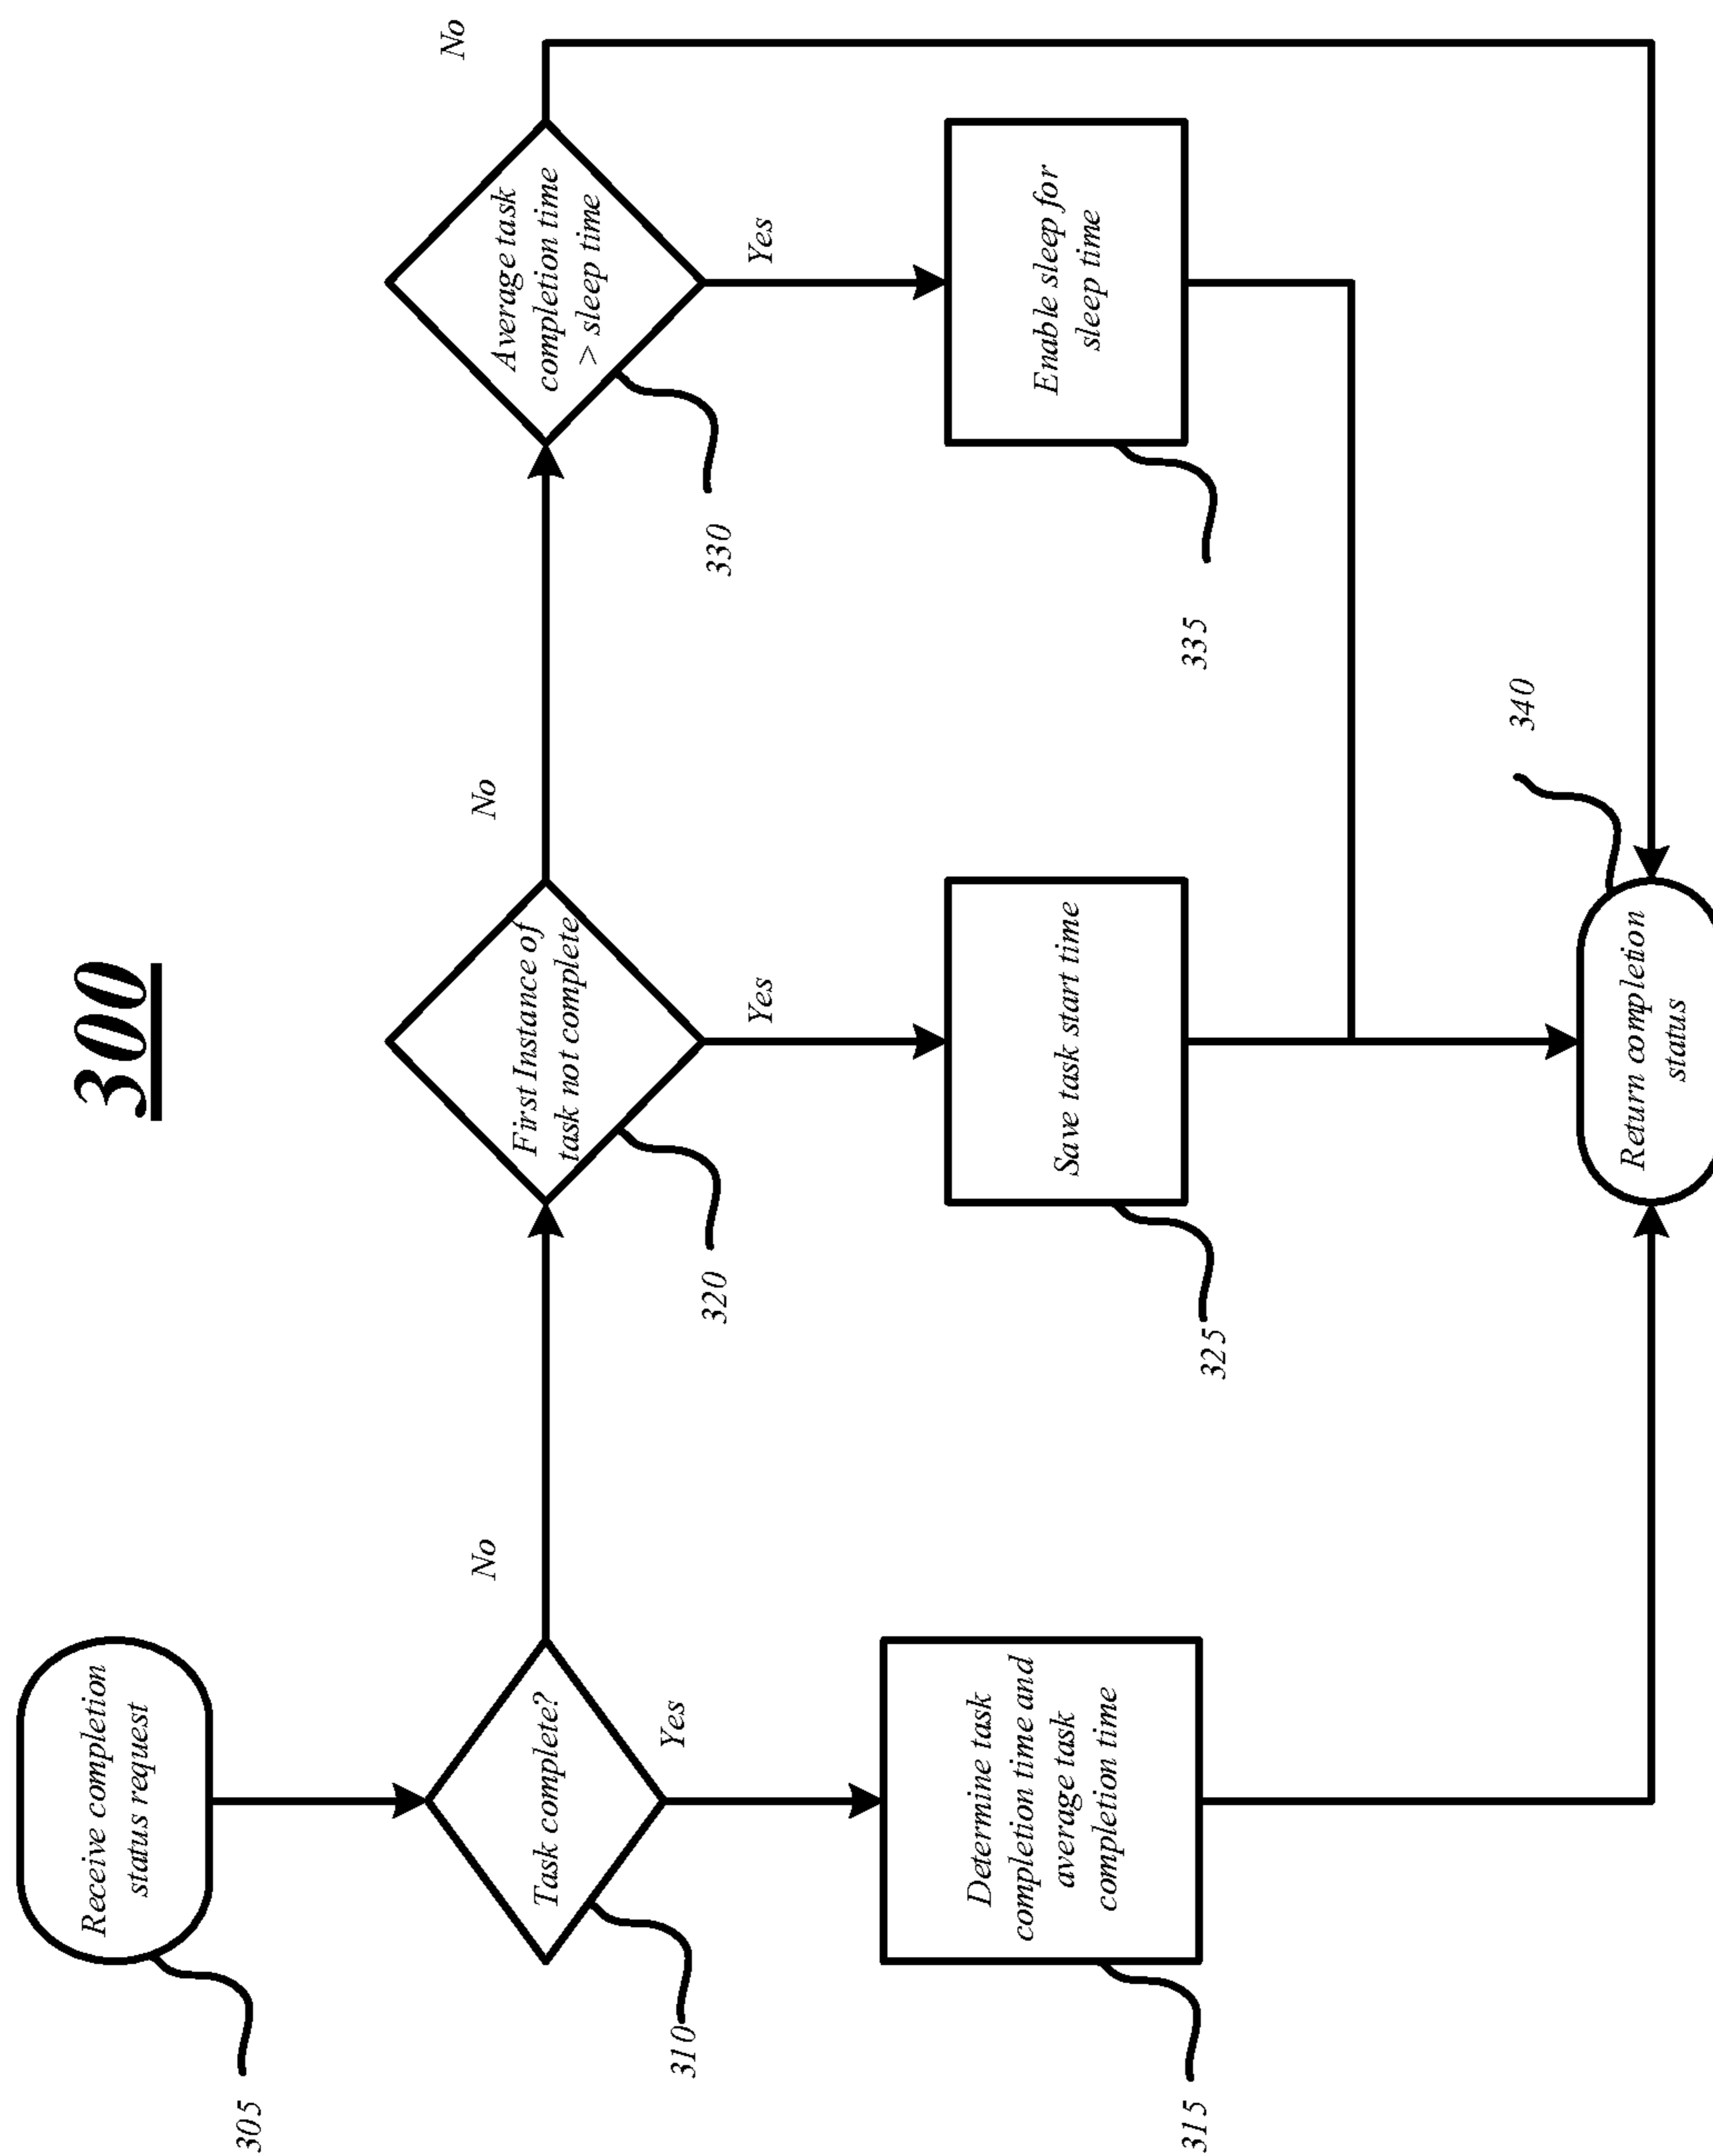 300
Receive completion
status request
305
Task complete?
310
No
Yes
Determine task
completion time and
average task
completion time
315
First Instance of
task not complete
320
No
Yes
Save task start time
325
Average task
completion time
> sleep time
330
No
Yes
Enable sleep for
sleep time
335
Return completion
status
340